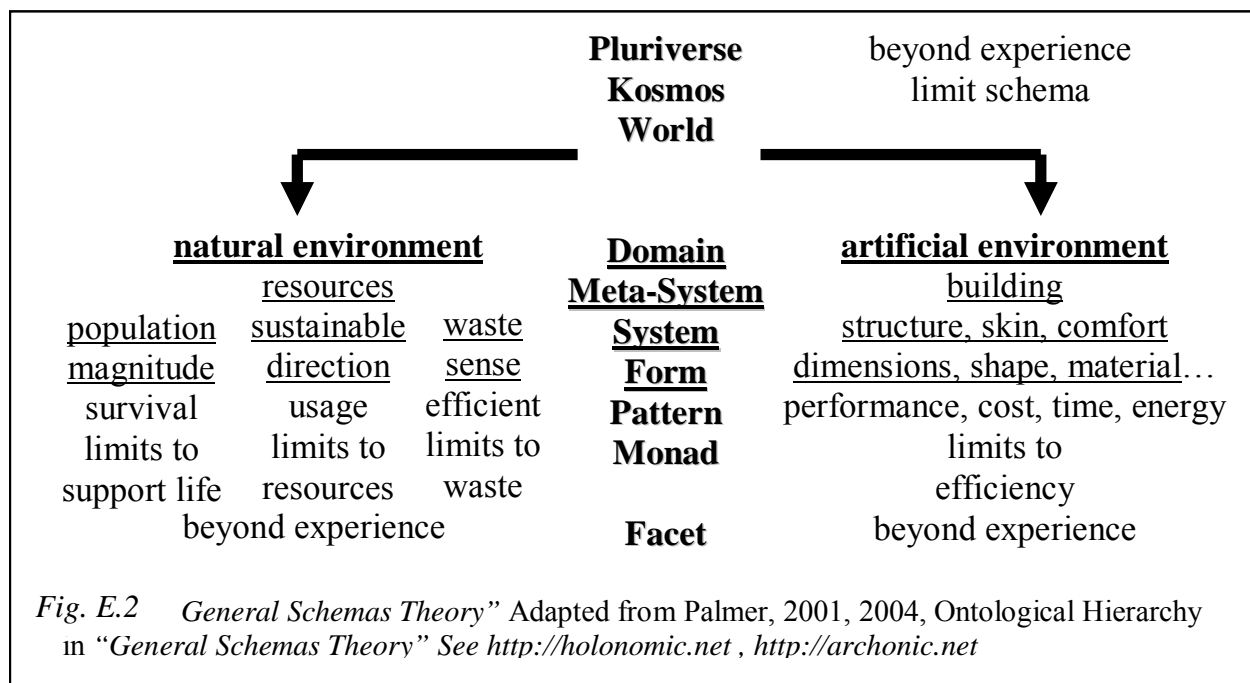 Pluriverse beyond experience
Kosmos limit schema
World
natural environment Domain artificial environment
resources Meta-System building
population sustainable waste System structure, skin, comfort
magnitude direction sense Form dimensions, shape, material…
survival usage efficient Pattern performance, cost, time, energy
limits to limits to limits to Monad limits to
support life resources waste efficiency
beyond experience Facet beyond experience
Fig. E.2 General Schemas Theory” Adapted from Palmer, 2001, 2004, Ontological Hierarchy
in “General Schemas Theory” See http://holonomic.net , http://archonic.net